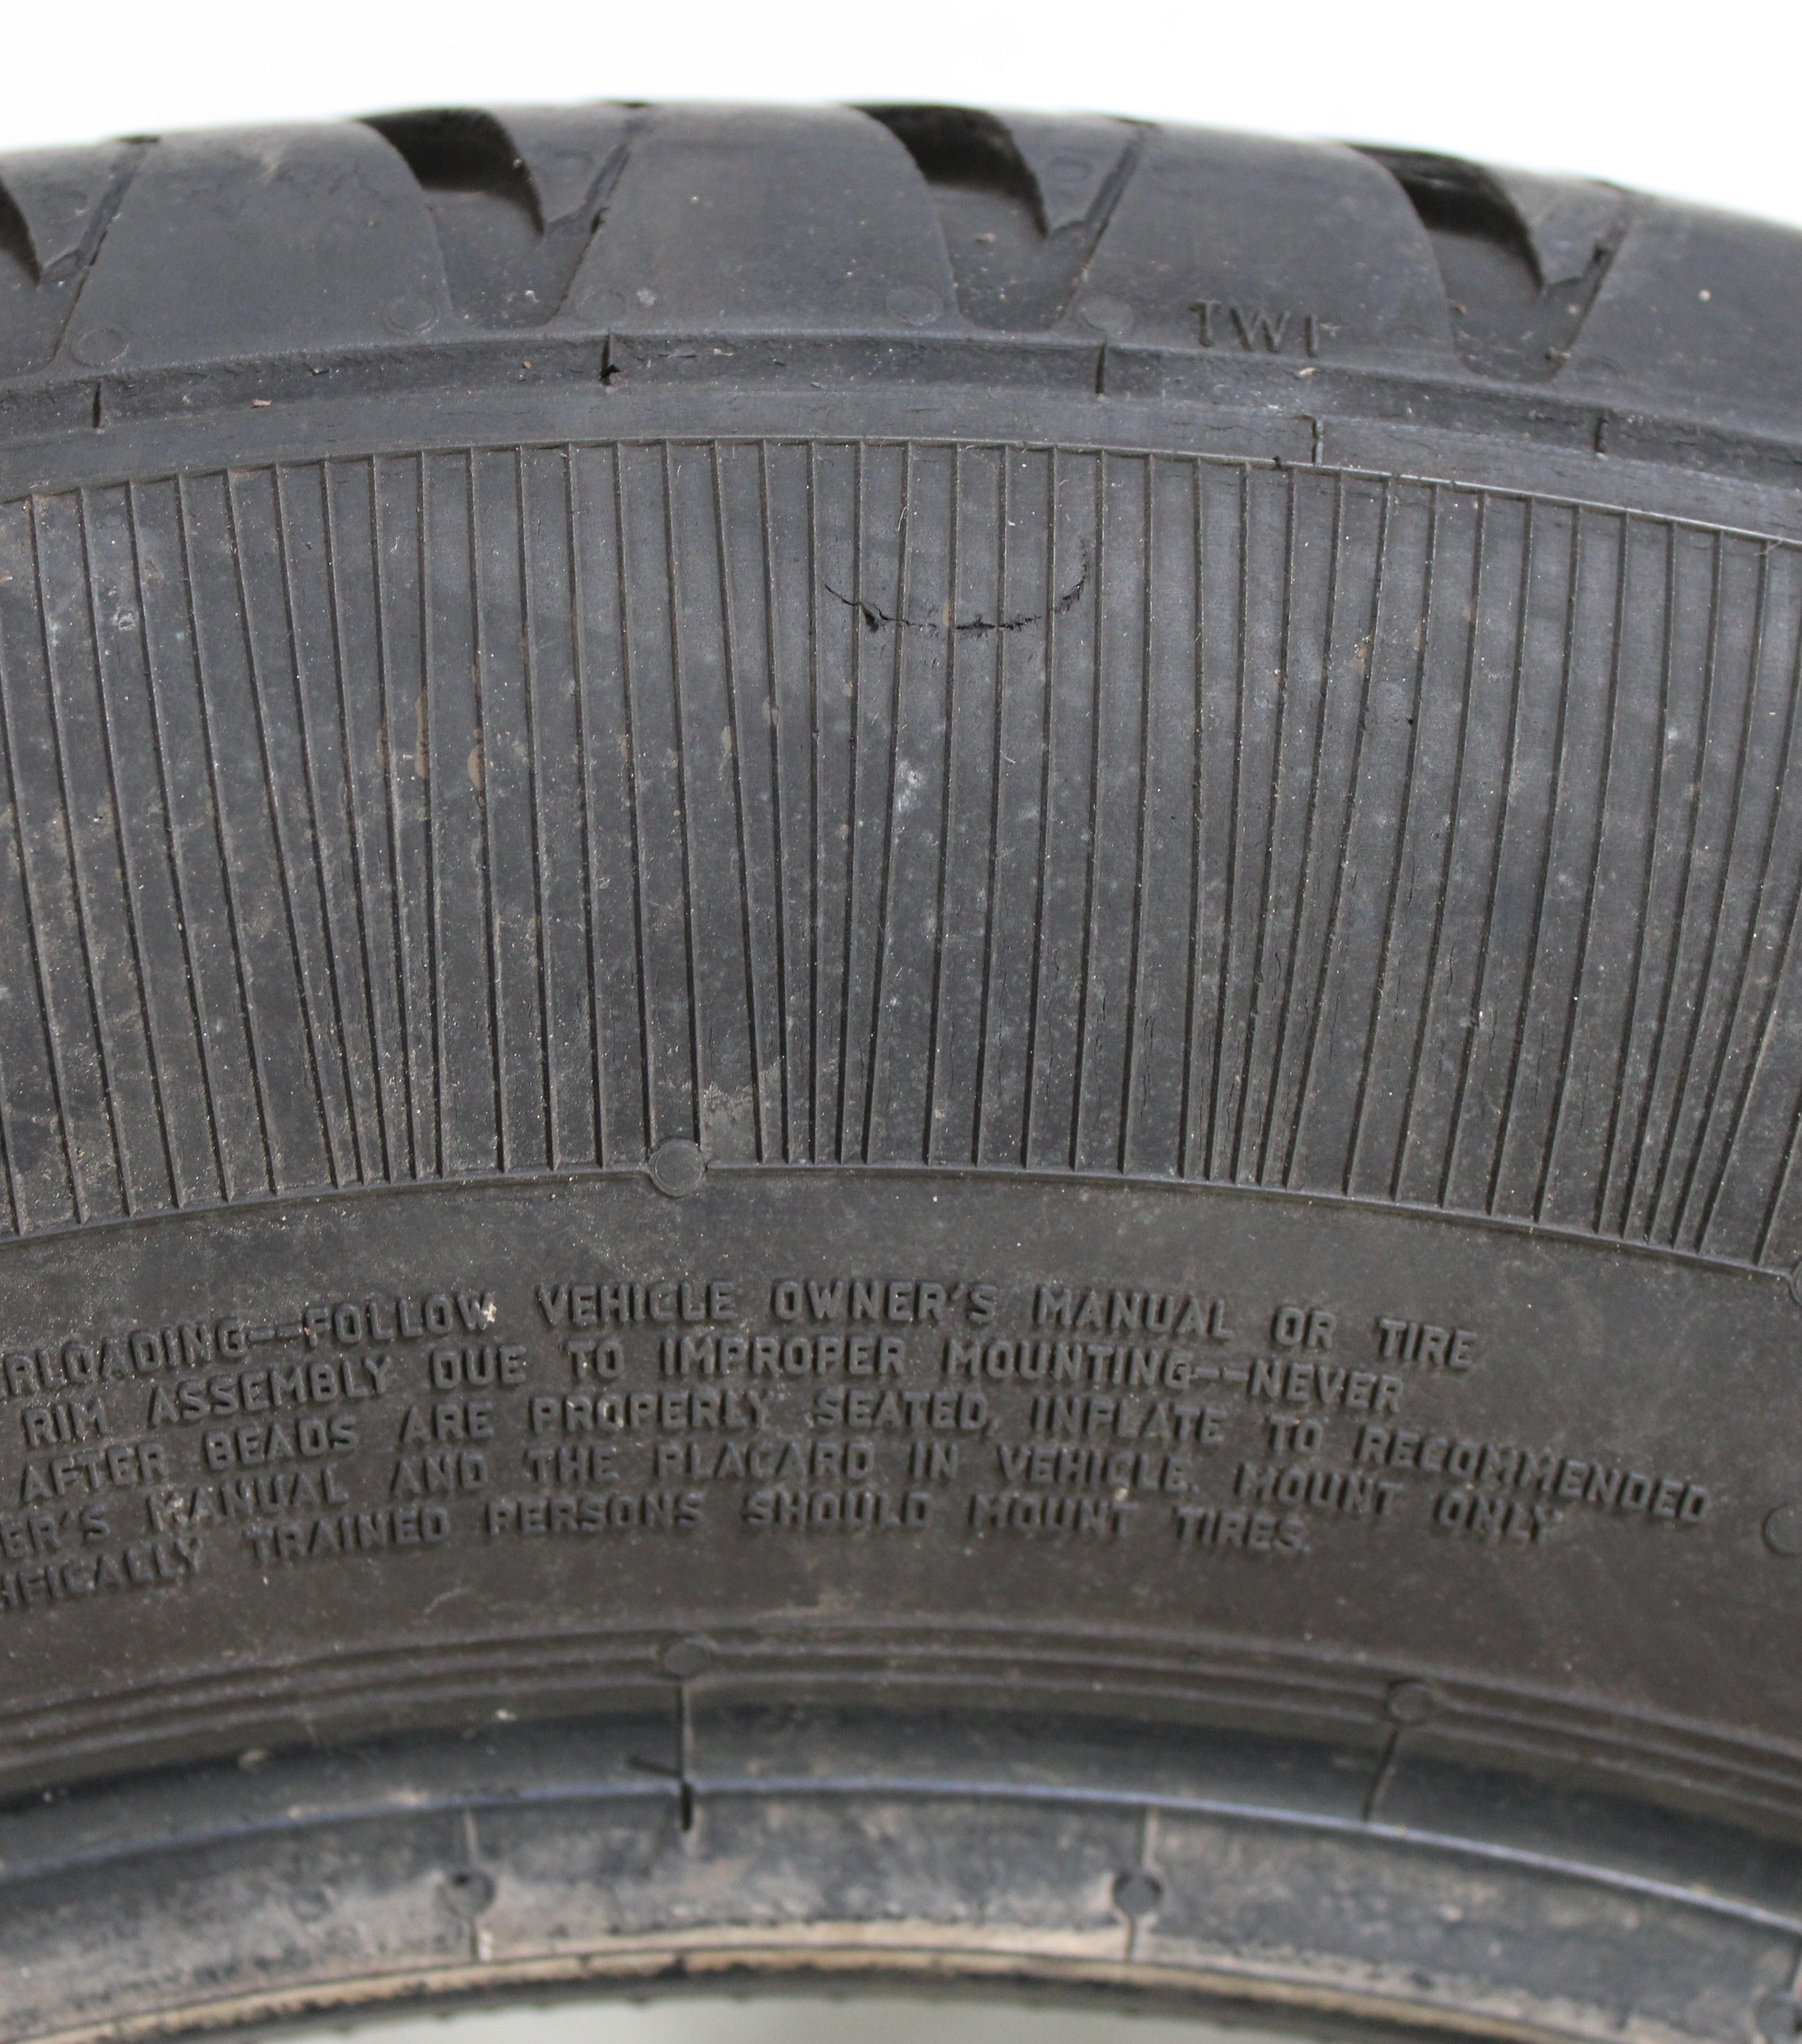 TWI
RLOADING--FOLLOW VEHICLE OWNER'S MANUAL OR TIRE
RIM ASSEMBLY DUE TO IMPROPER MOUNTING--NEVER
AFTER BEADS ARE PROPERLY SEATED, INFLATE TO RECOMMENDED
ER'S MANUAL AND THE PLACARD IN VEHICLE. MOUNT ONLY
IFICALLY TRAINED PERSONS SHOULD MOUNT TIRES.